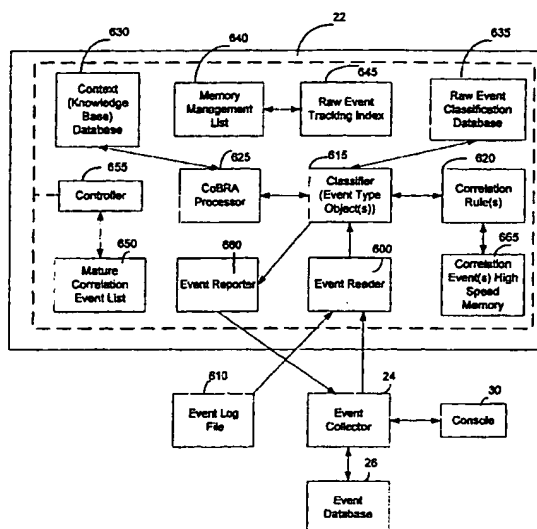 630
640
22
635
Context
(Knowledge
Base)
Database
Memory
Management
List
645
Raw Event
Tracking Index
Raw Event
Classification
Database
655
Controller
625
CoBRA
Processor
615
Classifier
(Event Type
Object(s))
620
Correlation
Rule(s)
650
Mature
Correlation
Event List
660
Event Reporter
600
Event Reader
665
Correlation
Event(s) High
Speed
Memory
610
Event Log
File
24
Event
Collector
30
Console
26
Event
Database